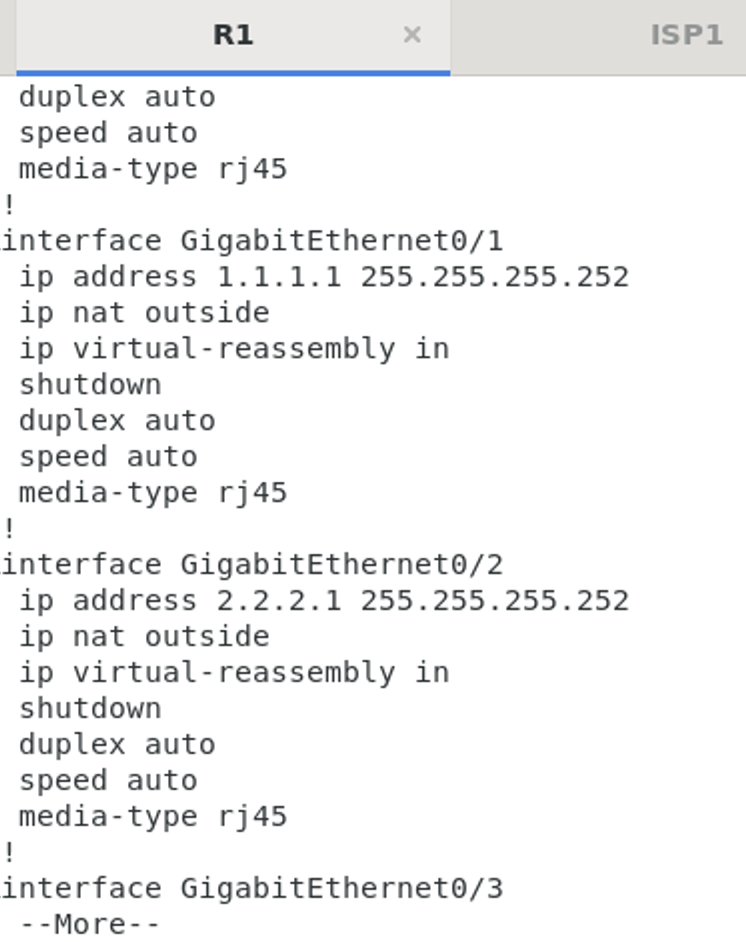 R1 × ISP1
duplex auto
speed auto
media-type rj45
!
interface GigabitEthernet0/1
ip address 1.1.1.1 255.255.255.252
ip nat outside
ip virtual-reassembly in
shutdown
duplex auto
speed auto
media-type rj45
!
interface GigabitEthernet0/2
ip address 2.2.2.1 255.255.255.252
ip nat outside
ip virtual-reassembly in
shutdown
duplex auto
speed auto
media-type rj45
!
interface GigabitEthernet0/3
--More--